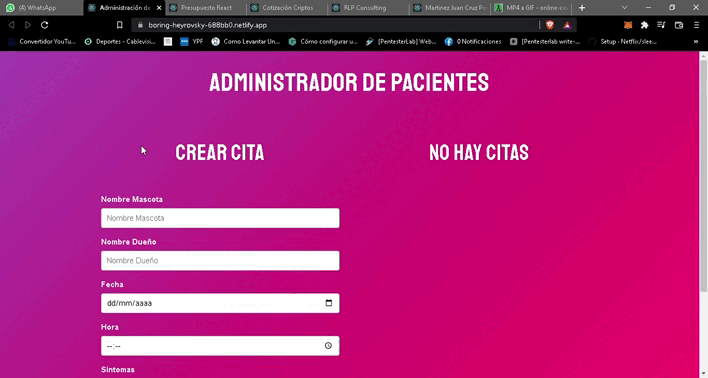 (4) WhatsApp
Administración de
Presupuesto React
Cotización Criptos
RLP Consulting
Martinez Juan Cruz Po
MP4 a GIF - online-co
boring-heyrovsky-688bb0.netlify.app
Convertidor YouTu...
Deportes - Cablevisi...
YPF
Como Levantar Un...
Cómo configurar u...
[PentesterLab] Web...
0 Notificaciones
[Pentesterlab write-...
Setup · Netflix/slee...
ADMINISTRADOR DE PACIENTES
CREAR CITA
NO HAY CITAS
Nombre Mascota
Nombre Mascota
Nombre Dueño
Nombre Dueño
Fecha
dd/mm/aaaa
Hora
--:--
Síntomas